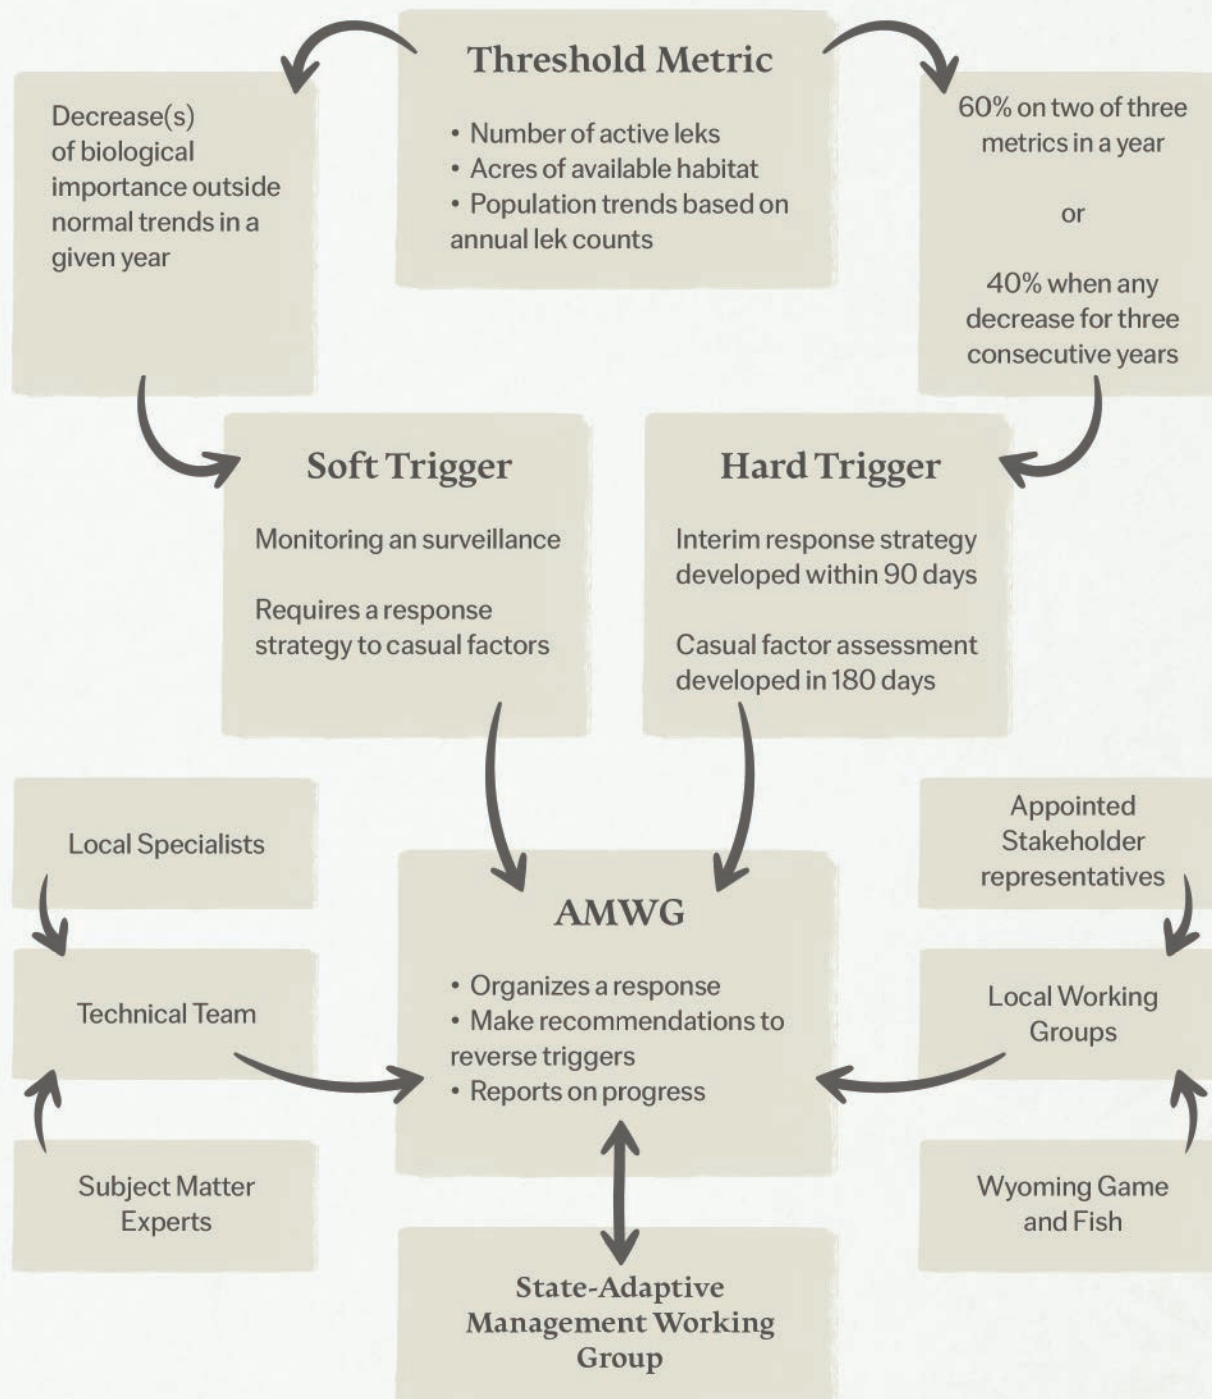 Threshold Metric
• Number of active leks
• Acres of available habitat
• Population trends based on
annual lek counts
Decrease(s)
of biological
importance outside
normal trends in a
given year
60% on two of three
metrics in a year
or
40% when any
decrease for three
consecutive years
Soft Trigger
Monitoring an surveillance
Requires a response
strategy to casual factors
Hard Trigger
Interim response strategy
developed within 90 days
Casual factor assessment
developed in 180 days
Local Specialists
Technical Team
Subject Matter
Experts
AMWG
• Organizes a response
• Make recommendations to
reverse triggers
• Reports on progress
Appointed
Stakeholder
representatives
Local Working
Groups
Wyoming Game
and Fish
State-Adaptive
Management Working
Group